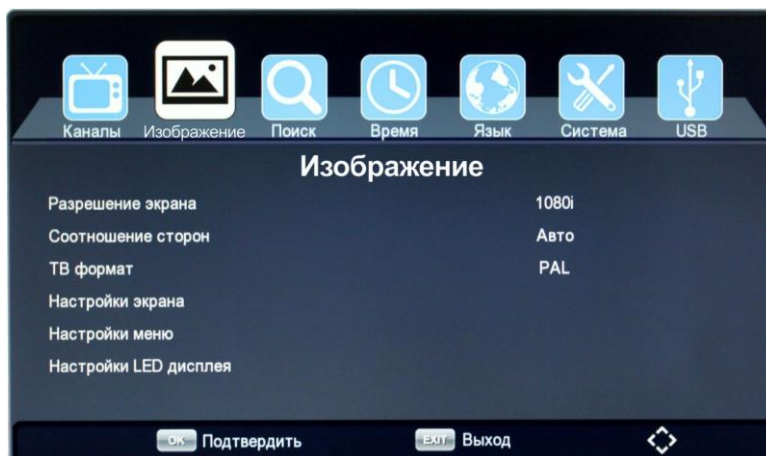 Каналы Изображение Поиск Время Язык Система USB
Изображение
Разрешение экрана 1080i
Соотношение сторон Авто
ТВ формат PAL
Настройки экрана
Настройки меню
Настройки LED дисплея
OK Подтвердить EXIT Выход